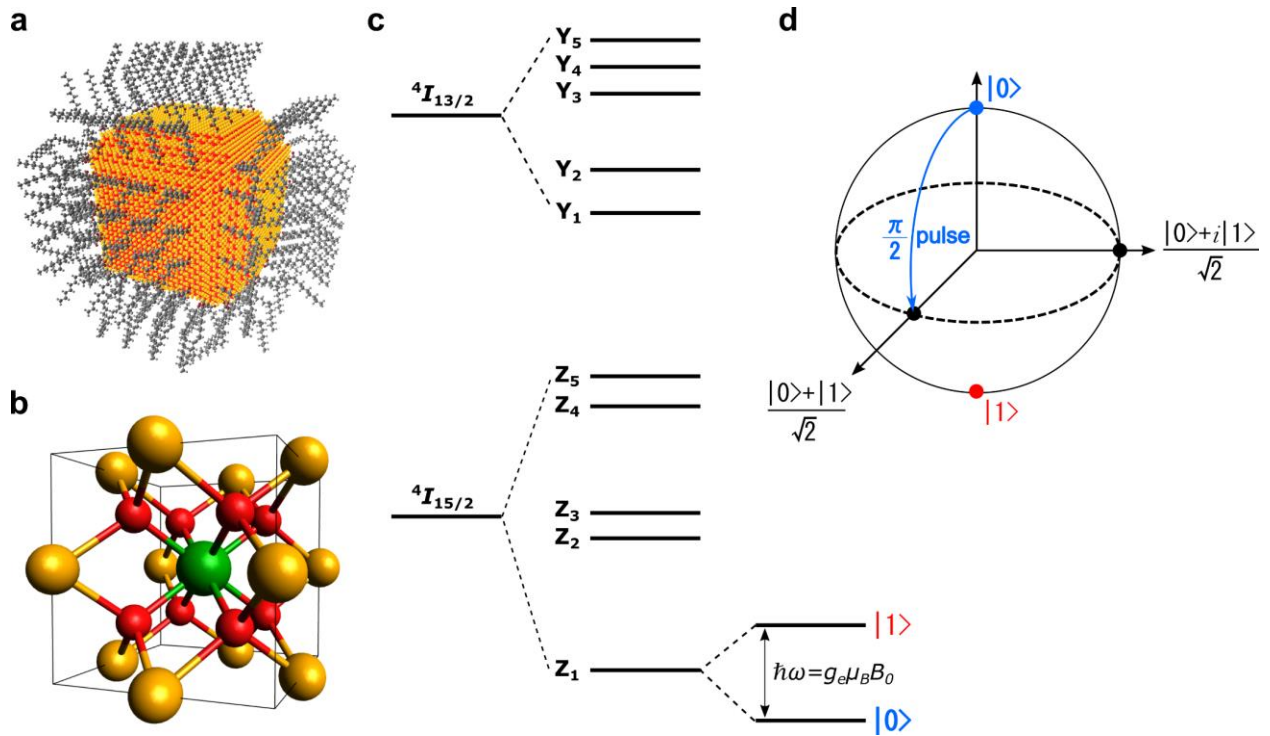 a
b
c
⁴I₁₃/₂
Y₅
Y₄
Y₃
Y₂
Y₁
⁴I₁₅/₂
Z₅
Z₄
Z₃
Z₂
Z₁
|1>
ℏω=gₑμ_BB₀
|0>
d
|0>
π/2 pulse
|0>+i|1>
√2
|0>+|1>
√2
|1>